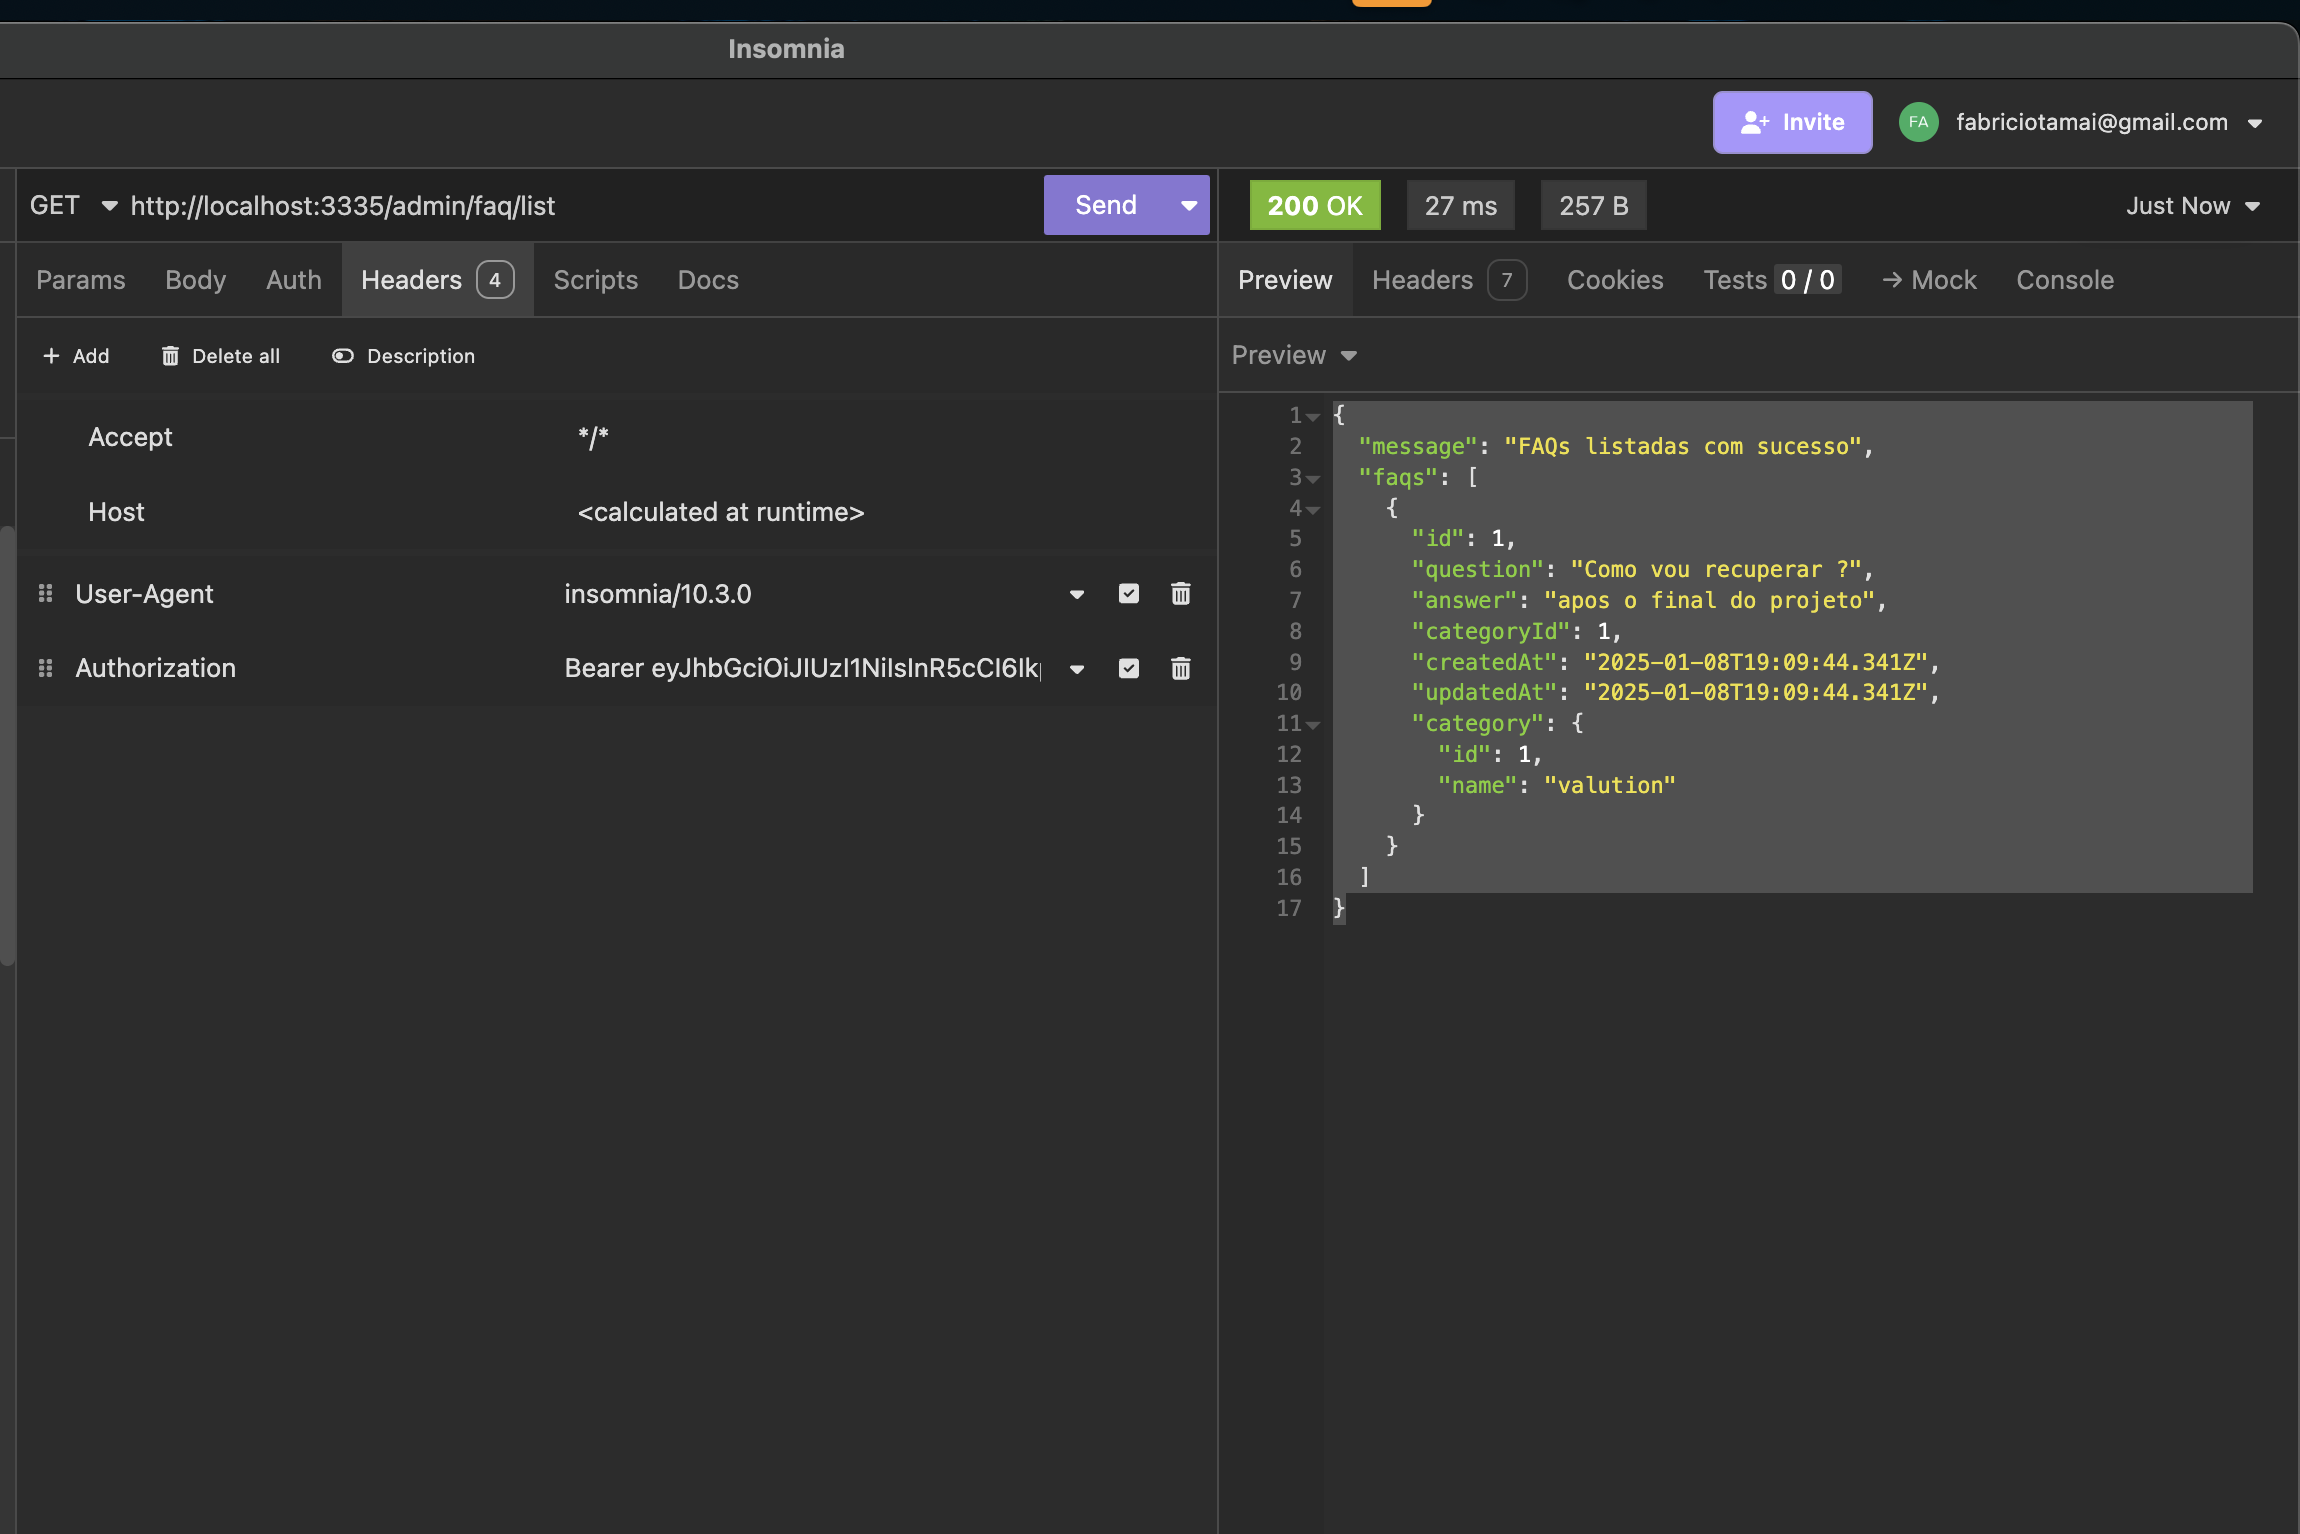 Insomnia
Invite
FA
fabriciotamai@gmail.com
GET http://localhost:3335/admin/faq/list
Send
200 OK 27 ms 257 B
Just Now
Params Body Auth Headers 4 Scripts Docs
Preview Headers 7 Cookies Tests 0 / 0 → Mock Console
+ Add Delete all Description
Preview
Accept */*
Host <calculated at runtime>
User-Agent insomnia/10.3.0
Authorization Bearer eyJhbGciOiJIUzI1NiIsInR5cCI6Ikp
1 {
2 "message": "FAQs listadas com sucesso",
3 "faqs": [
4 {
5 "id": 1,
6 "question": "Como vou recuperar ?",
7 "answer": "apos o final do projeto",
8 "categoryId": 1,
9 "createdAt": "2025-01-08T19:09:44.341Z",
10 "updatedAt": "2025-01-08T19:09:44.341Z",
11 "category": {
12 "id": 1,
13 "name": "valution"
14 }
15 }
16 ]
17 }